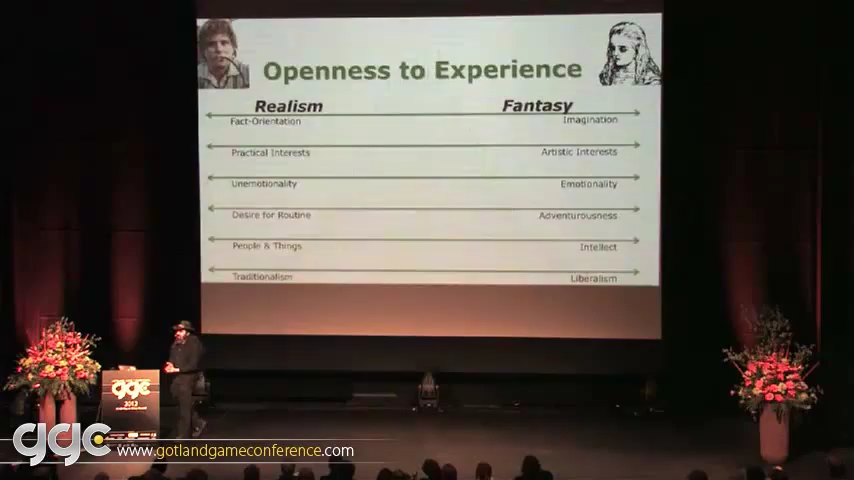 Openness to Experience
Realism Fantasy
Fact-Orientation Imagination
Practical Interests Artistic Interests
Unemotionality Emotionality
Desire for Routine Adventurousness
People & Things Intellect
Traditionalism Liberalism
ggc
2013
ggc www.gotlandgameconference.com